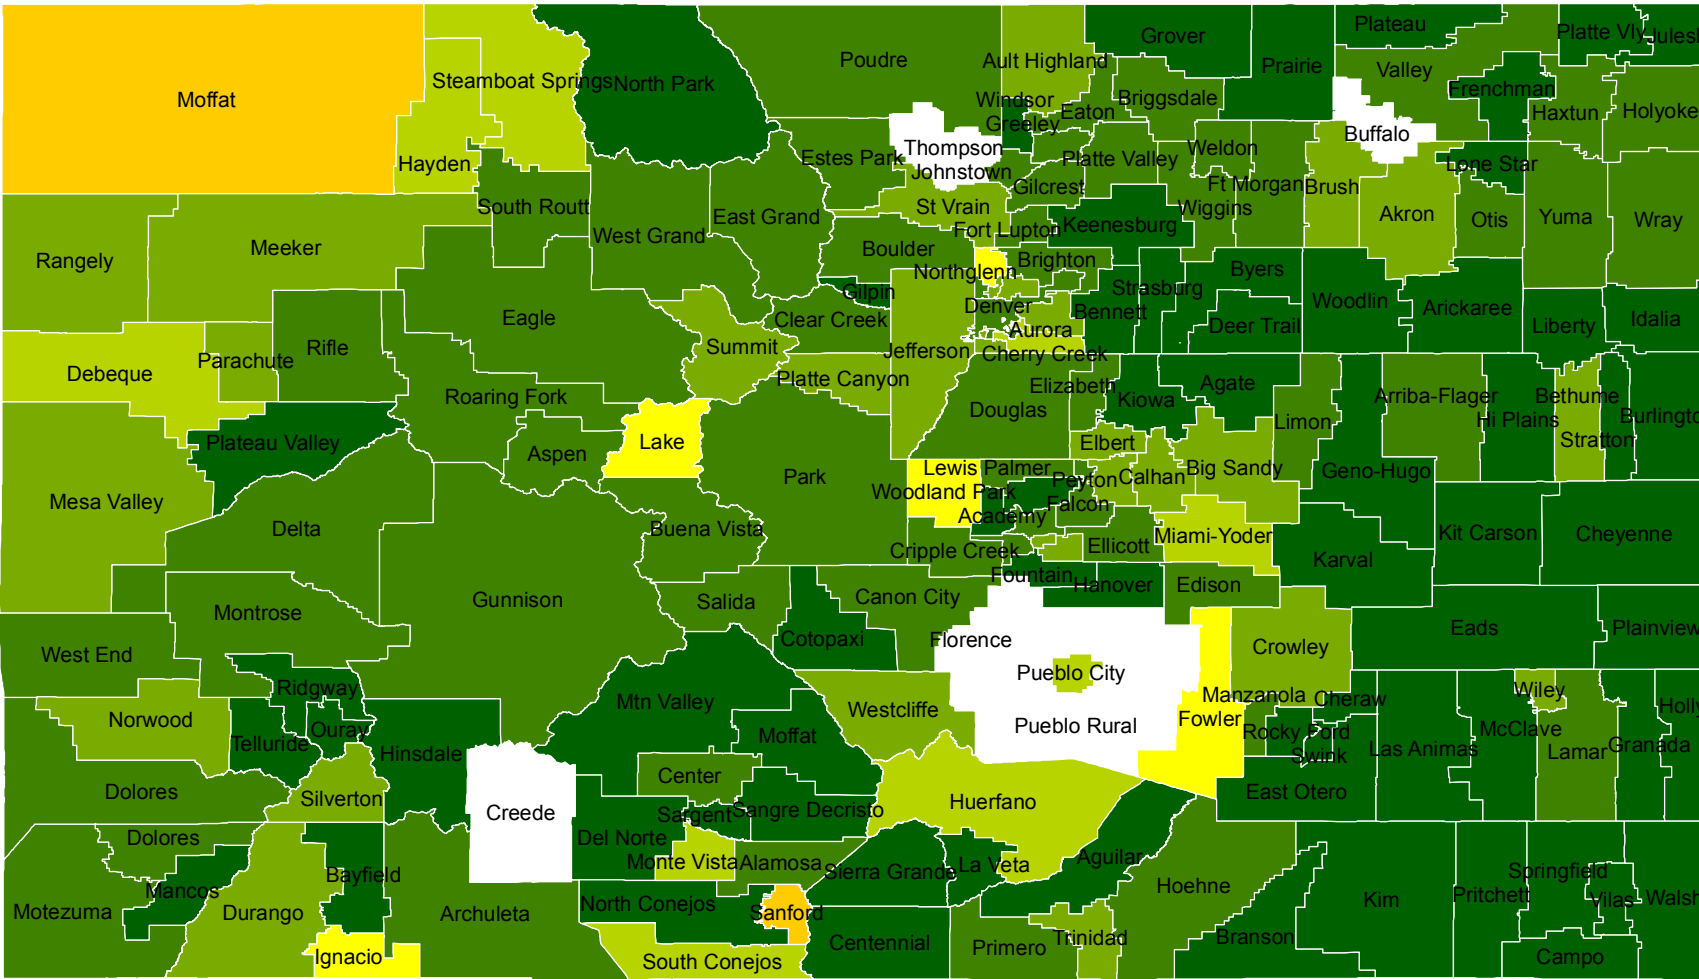 Plateau
Platte Vly
Julesl
Grover
Poudre
Ault Highland
Prairie
Valley
Steamboat Springs
North Park
Frenchman
Moffat
Windsor
Eaton
Briggsdale
Haxtun
Holyoke
Greeley
Buffalo
Hayden
Estes Park
Thompson
Platte Valley
Weldon
Lone Star
Johnstown
Gilcrest
Ft Morgan
Brush
South Routt
East Grand
St Vrain
Wiggins
Akron
Otis
Yuma
Wray
West Grand
Fort Lupton
Keenesburg
Rangely
Meeker
Boulder
Northglenn
Brighton
Byers
Gilpin
Strasburg
Woodlin
Eagle
Clear Creek
Denver
Bennett
Deer Trail
Arickaree
Liberty
Idalia
Aurora
Parachute
Rifle
Summit
Jefferson
Cherry Creek
Debeque
Platte Canyon
Elizabeth
Kiowa
Agate
Arriba-Flager
Bethume
Roaring Fork
Douglas
Limon
Hi Plains
Burlingto
Plateau Valley
Aspen
Lake
Elbert
Stratton
Park
Lewis
Palmer
Peyton
Calhan
Big Sandy
Geno-Hugo
Mesa Valley
Woodland Park
Falcon
Delta
Buena Vista
Academy
Miami-Yoder
Kit Carson
Cheyenne
Cripple Creek
Ellicott
Karval
Fountain
Hanover
Edison
Montrose
Gunnison
Salida
Canon City
West End
Cotopaxi
Florence
Crowley
Eads
Plainview
Pueblo City
Ridgway
Mtn Valley
Manzanola
Cheraw
Wiley
Holly
Norwood
Westcliffe
Fowler
Telluride
Ouray
Moffat
Pueblo Rural
Rocky Ford
McClave
Hinsdale
Swink
Las Animas
Lamar
Granada
Center
Dolores
Silverton
Huerfano
East Otero
Creede
Sargent
Sangre Decristo
Dolores
Del Norte
Monte Vista
Alamosa
Sierra Grande
La Veta
Aguilar
Springfield
Bayfield
Mancos
Hoehne
Kim
Pritchett
Vilas
Walsh
Motezuma
Durango
Archuleta
North Conejos
Sanford
Ignacio
Centennial
Primero
Trinidad
Branson
South Conejos
Campo